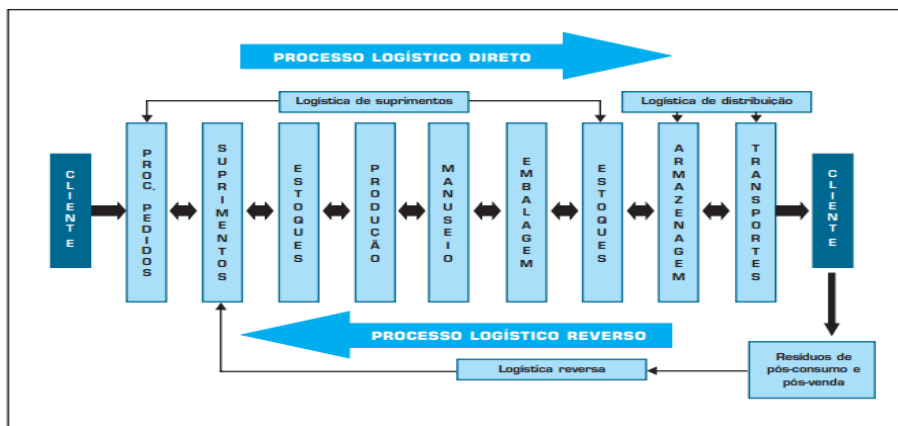 PROCESSO LOGÍSTICO DIRETO
Logística de suprimentos
Logística de distribuição
CLIENTE
PROC. PEDIDOS
SUPRIMENTOS
ESTOQUES
PRODUCÃO
MANUSEIO
EMBALAGEM
ESTOQUES
ARMAZENAGEM
TRANSPORTES
CLIENTE
PROCESSO LOGÍSTICO REVERSO
Logística reversa
Resíduos de
pós-consumo e
pós-venda